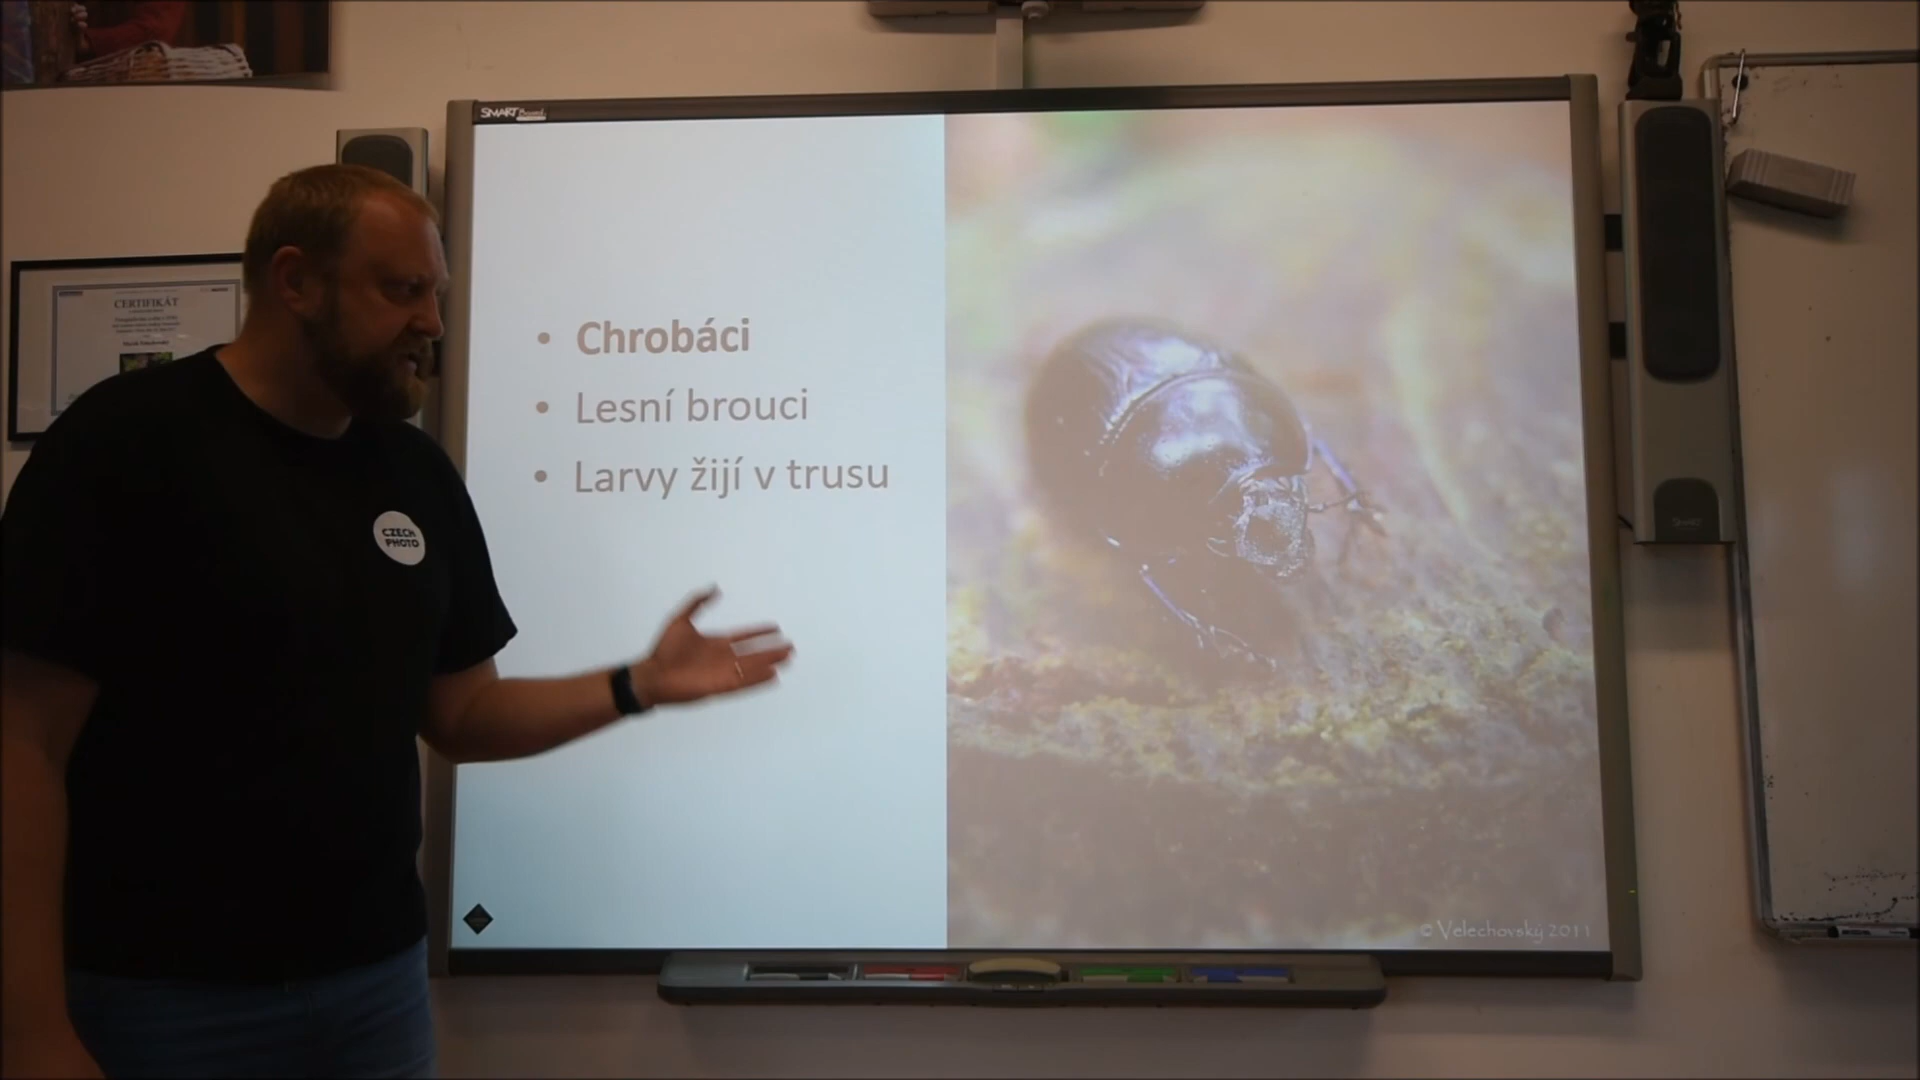 SMART Board
CERTIFIKÁT
• Chrobáci
• Lesní brouci
• Larvy žijí v trusu
CZECH
PHOTO
© Velechovský 2011